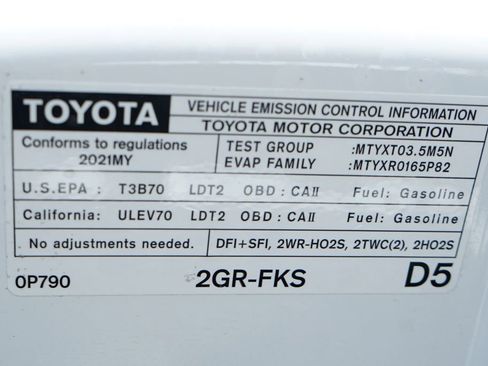 TOYOTA VEHICLE EMISSION CONTROL INFORMATION
TOYOTA MOTOR CORPORATION
Conforms to regulations
2021MY
TEST GROUP :MTYXT03.5M5N
EVAP FAMILY :MTYXR0165P82
U.S.EPA : T3B70 LDT2 OBD : CAⅡ Fuel: Gasoline
California: ULEV70 LDT2 OBD : CAⅡ Fuel: Gasoline
No adjustments needed. DFI+SFI, 2WR-HO2S, 2TWC(2), 2HO2S
0P790 2GR-FKS D5